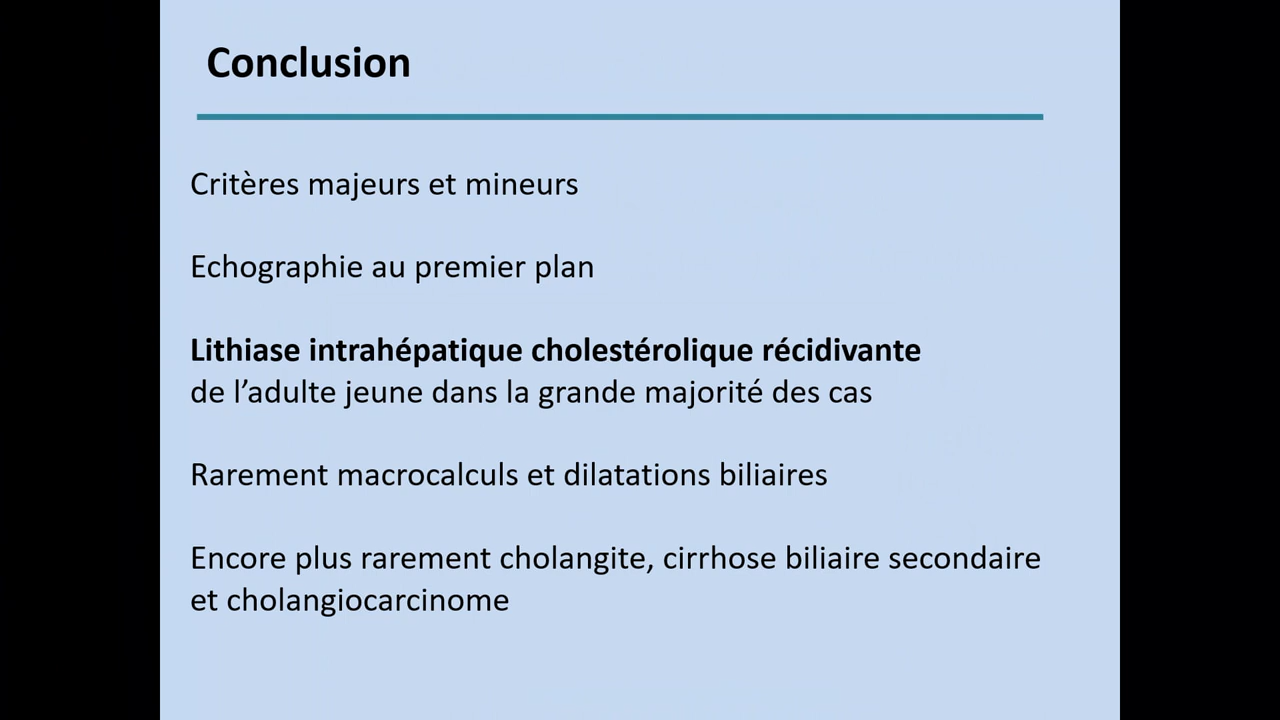 Conclusion
Critères majeurs et mineurs
Echographie au premier plan
Lithiase intrahépatique cholestérolique récidivante
de l’adulte jeune dans la grande majorité des cas
Rarement macrocalculs et dilatations biliaires
Encore plus rarement cholangite, cirrhose biliaire secondaire
et cholangiocarcinome